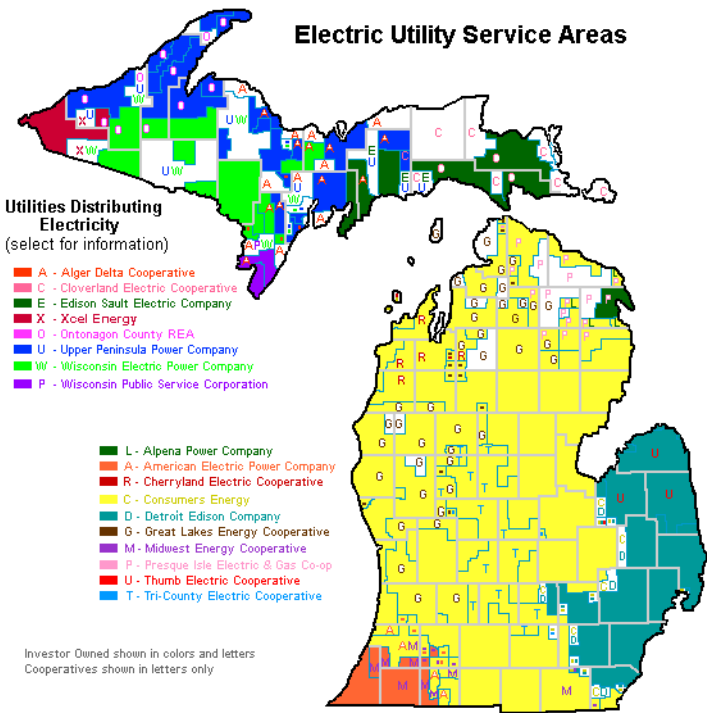 Electric Utility Service Areas
Utilities Distributing
Electricity
(select for information)
A - Alger Delta Cooperative
C - Cloverland Electric Cooperative
E - Edison Sault Electric Company
X - Xcel Energy
O - Ontonagon County REA
U - Upper Peninsula Power Company
W - Wisconsin Electric Power Company
P - Wisconsin Public Service Corporation
L - Alpena Power Company
A - American Electric Power Company
R - Cherryland Electric Cooperative
C - Consumers Energy
D - Detroit Edison Company
G - Great Lakes Energy Cooperative
M - Midwest Energy Cooperative
P - Presque Isle Electric & Gas Co-op
U - Thumb Electric Cooperative
T - Tri-County Electric Cooperative
Investor Owned shown in colors and letters
Cooperatives shown in letters only